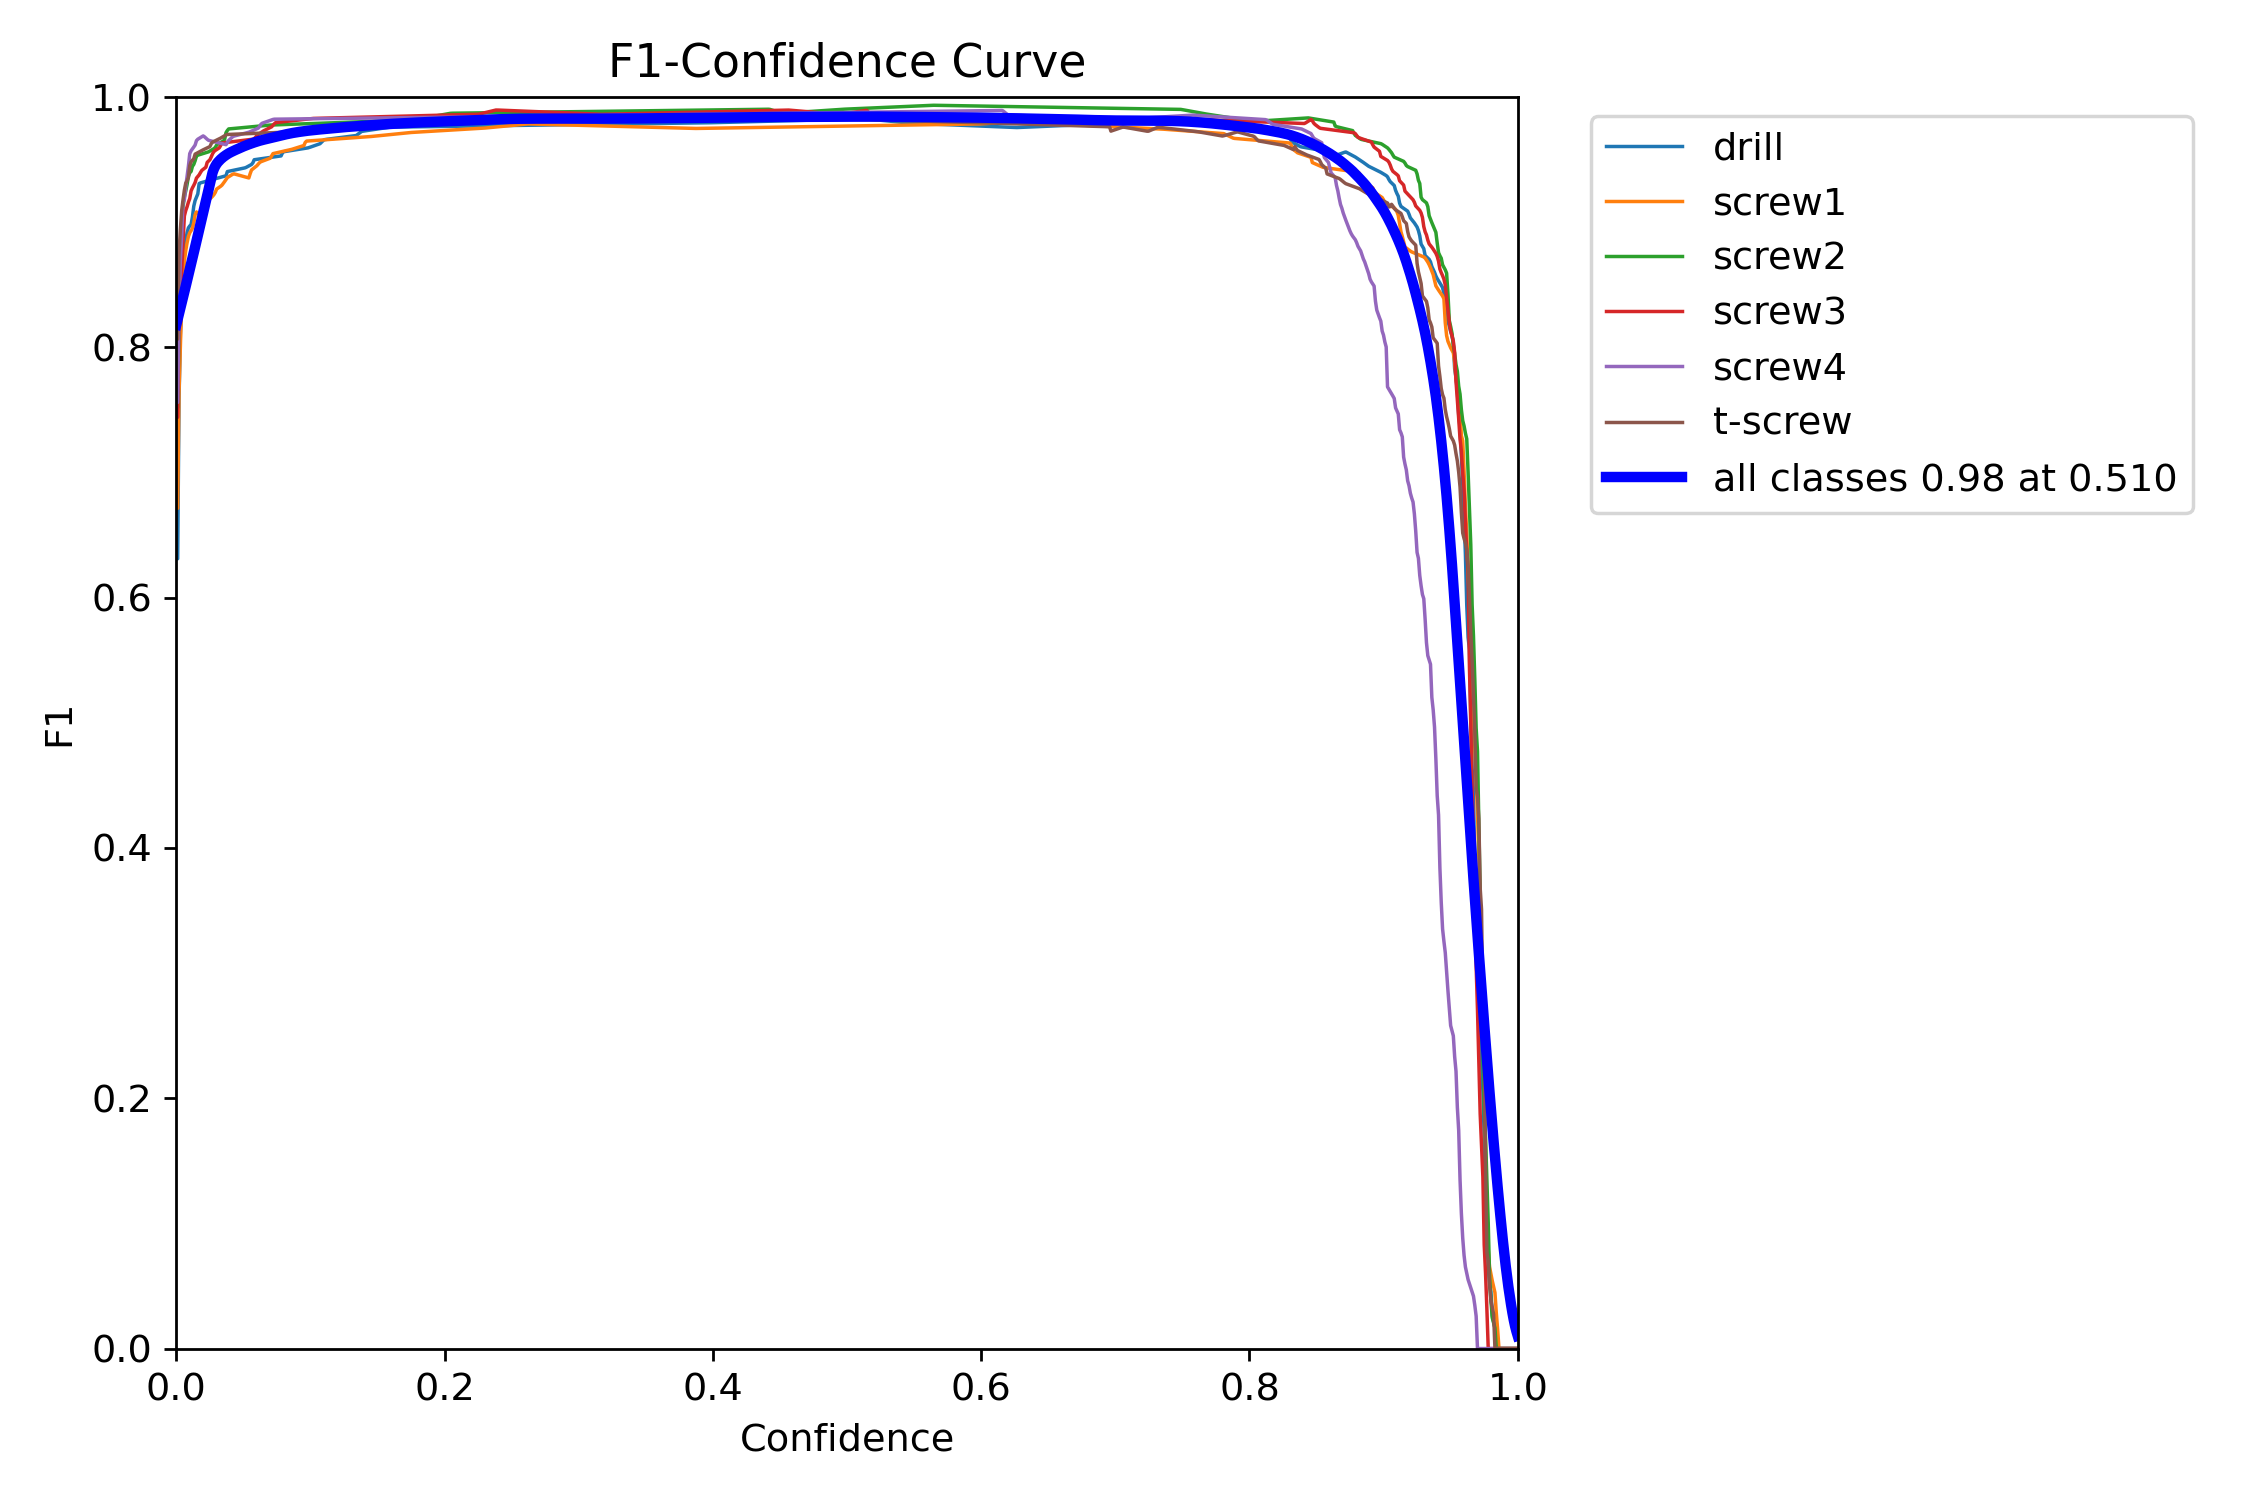 F1-Confidence Curve
1.0
0.8
0.6
0.4
0.2
0.0
F1
0.0 0.2 0.4 0.6 0.8 1.0
Confidence
drill
screw1
screw2
screw3
screw4
t-screw
all classes 0.98 at 0.510